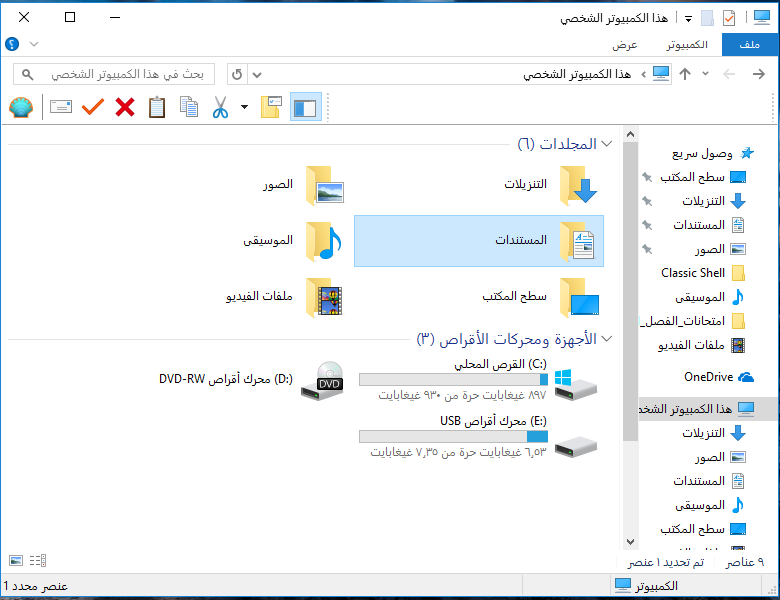 هذا الكمبيوتر الشخصي
ملف
الكمبيوتر
عرض
هذا الكمبيوتر الشخصي
بحث في هذا الكمبيوتر الشخصي
وصول سريع
سطح المكتب
التنزيلات
المستندات
الصور
Classic Shell
الموسيقى
امتحانات_الفصل_
ملفات الفيديو
OneDrive
هذا الكمبيوتر الشخص
التنزيلات
الصور
المستندات
الموسيقى
سطح المكتب
المجلدات (٦)
التنزيلات
الصور
المستندات
الموسيقى
سطح المكتب
ملفات الفيديو
الأجهزة ومحركات الأقراص (٣)
القرص المحلي (C:)
٨٩٧ غيغابايت حرة من ٩٣٠ غيغابايت
DVD
محرك أقراص DVD-RW (D:)
محرك أقراص USB (E:)
٦,٥٣ غيغابايت حرة من ٧,٣٥ غيغابايت
٩ عناصر
تم تحديد ١ عنصر
الكمبيوتر
عنصر محدد 1